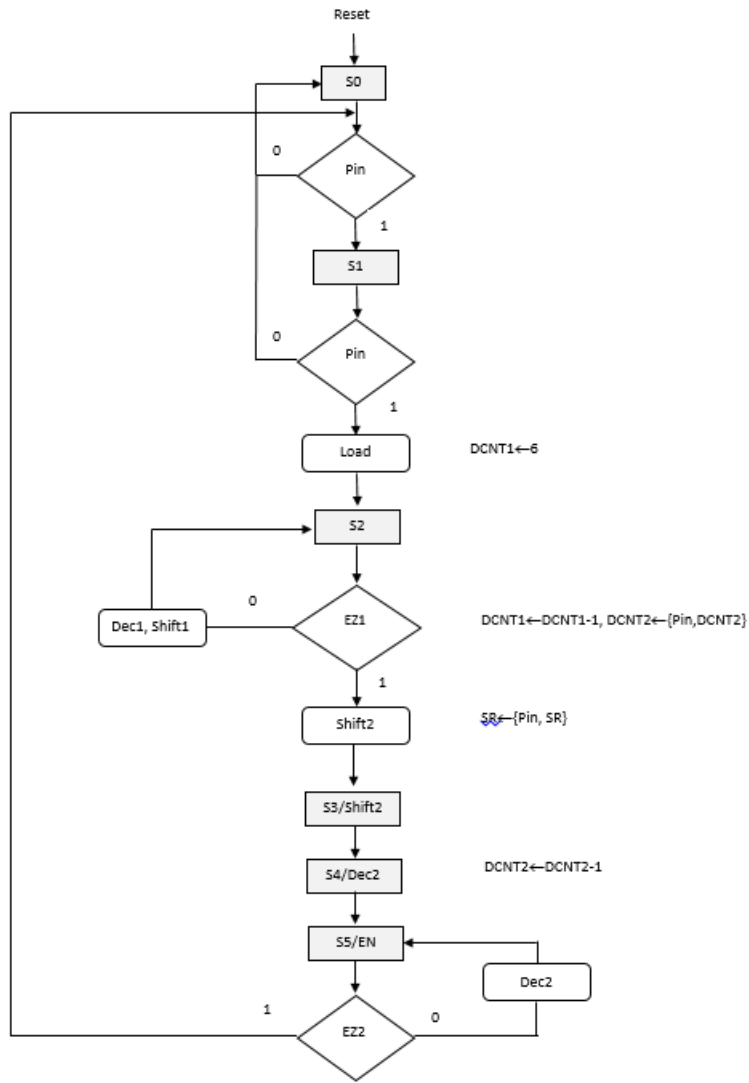 Reset
S0
0
Pin
1
S1
0
Pin
1
Load
DCNT1←6
S2
0
EZ1
Dec1, Shift1
DCNT1←DCNT1-1, DCNT2←{Pin,DCNT2}
1
Shift2
SR←{Pin, SR}
S3/Shift2
S4/Dec2
DCNT2←DCNT2-1
S5/EN
Dec2
1
EZ2
0